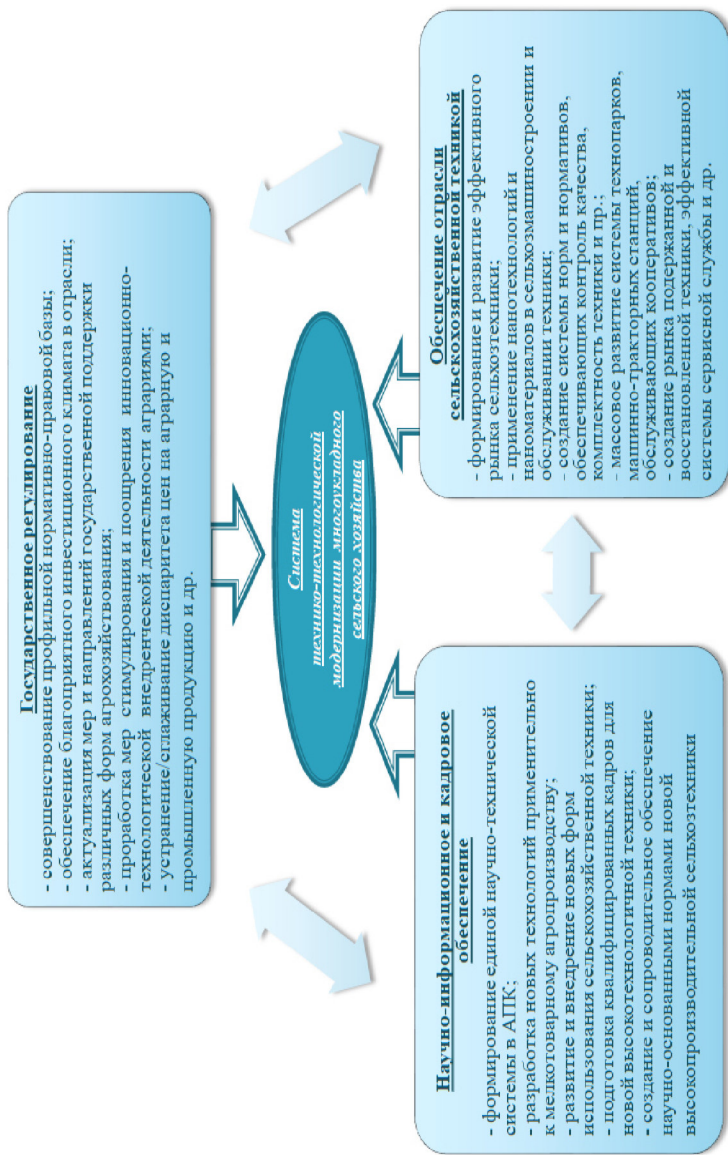 Государственное регулирование
- совершенствование профильной нормативно-правовой базы;
- обеспечение благоприятного инвестиционного климата в отрасли;
- актуализация мер и направлений государственной поддержки
различных форм агрохозяйствования;
- проработка мер стимулирования и поощрения инновационно-
технологической внедренческой деятельности аграриями;
- устранение/сглаживание диспаритета цен на аграрную и
промышленную продукцию и др.
Система
технико-технологической
модернизации многоукладного
сельского хозяйства
Научно-информационное и кадровое
обеспечение
- формирование единой научно-технической
системы в АПК;
- разработка новых технологий применительно
к мелкотоварному агропроизводству;
- развитие и внедрение новых форм
использования сельскохозяйственной техники;
- подготовка квалифицированных кадров для
новой высокотехнологичной техники;
- создание и сопроводительное обеспечение
научно-основанными нормами новой
высокопроизводительной сельхозтехники
Обеспечение отрасли
сельскохозяйственной техникой
- формирование и развитие эффективного
рынка сельхозтехники;
- применение нанотехнологий и
наноматериалов в сельхозмашиностроении и
обслуживании техники;
- создание системы норм и нормативов,
обеспечивающих контроль качества,
комплектность техники и пр.;
- массовое развитие системы технопарков,
машинно-тракторных станций,
обслуживающих кооперативов;
- создание рынка подержанной и
восстановленной техники, эффективной
системы сервисной службы и др.